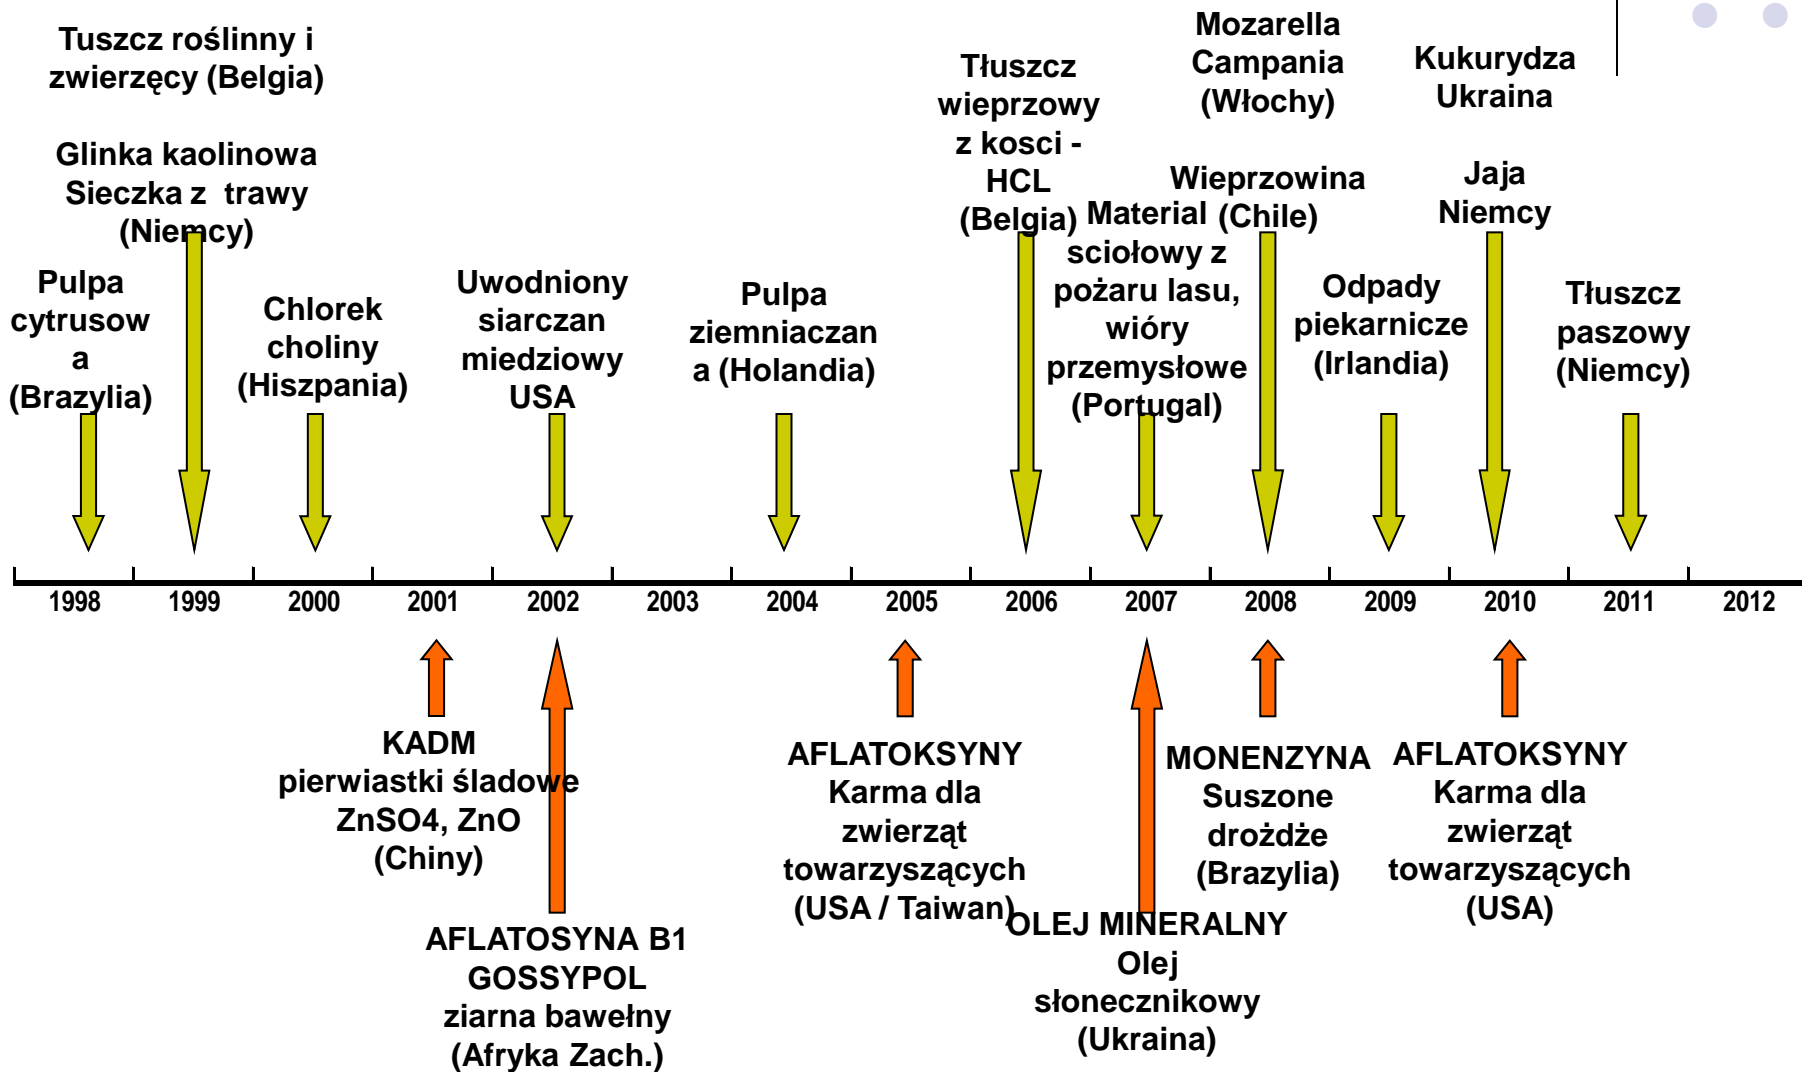 Tuszcz roślinny i
zwierzęcy (Belgia)
Glinka kaolinowa
Sieczka z  trawy
(Niemcy)
Pulpa
cytrusow
a
(Brazylia)
Chlorek
choliny
(Hiszpania)
Uwodniony
siarczan
miedziowy
USA
Pulpa
ziemniaczan
a (Holandia)
Tłuszcz
wieprzowy
z kosci -
HCL
(Belgia)
Material
sciołowy z
pożaru lasu,
wióry
przemysłowe
(Portugal)
Mozarella
Campania
(Włochy)
Wieprzowina
(Chile)
Odpady
piekarnicze
(Irlandia)
Kukurydza
Ukraina
Jaja
Niemcy
Tłuszcz
paszowy
(Niemcy)
1998 1999 2000 2001 2002 2003 2004 2005 2006 2007 2008 2009 2010 2011 2012
KADM
pierwiastki śladowe
ZnSO4, ZnO
(Chiny)
AFLATOSYNA B1
GOSSYPOL
ziarna bawełny
(Afryka Zach.)
AFLATOKSYNY
Karma dla
zwierząt
towarzyszących
(USA / Taiwan)
OLEJ MINERALNY
Olej
słonecznikowy
(Ukraina)
MONENZYNA
Suszone
drożdże
(Brazylia)
AFLATOKSYNY
Karma dla
zwierząt
towarzyszących
(USA)